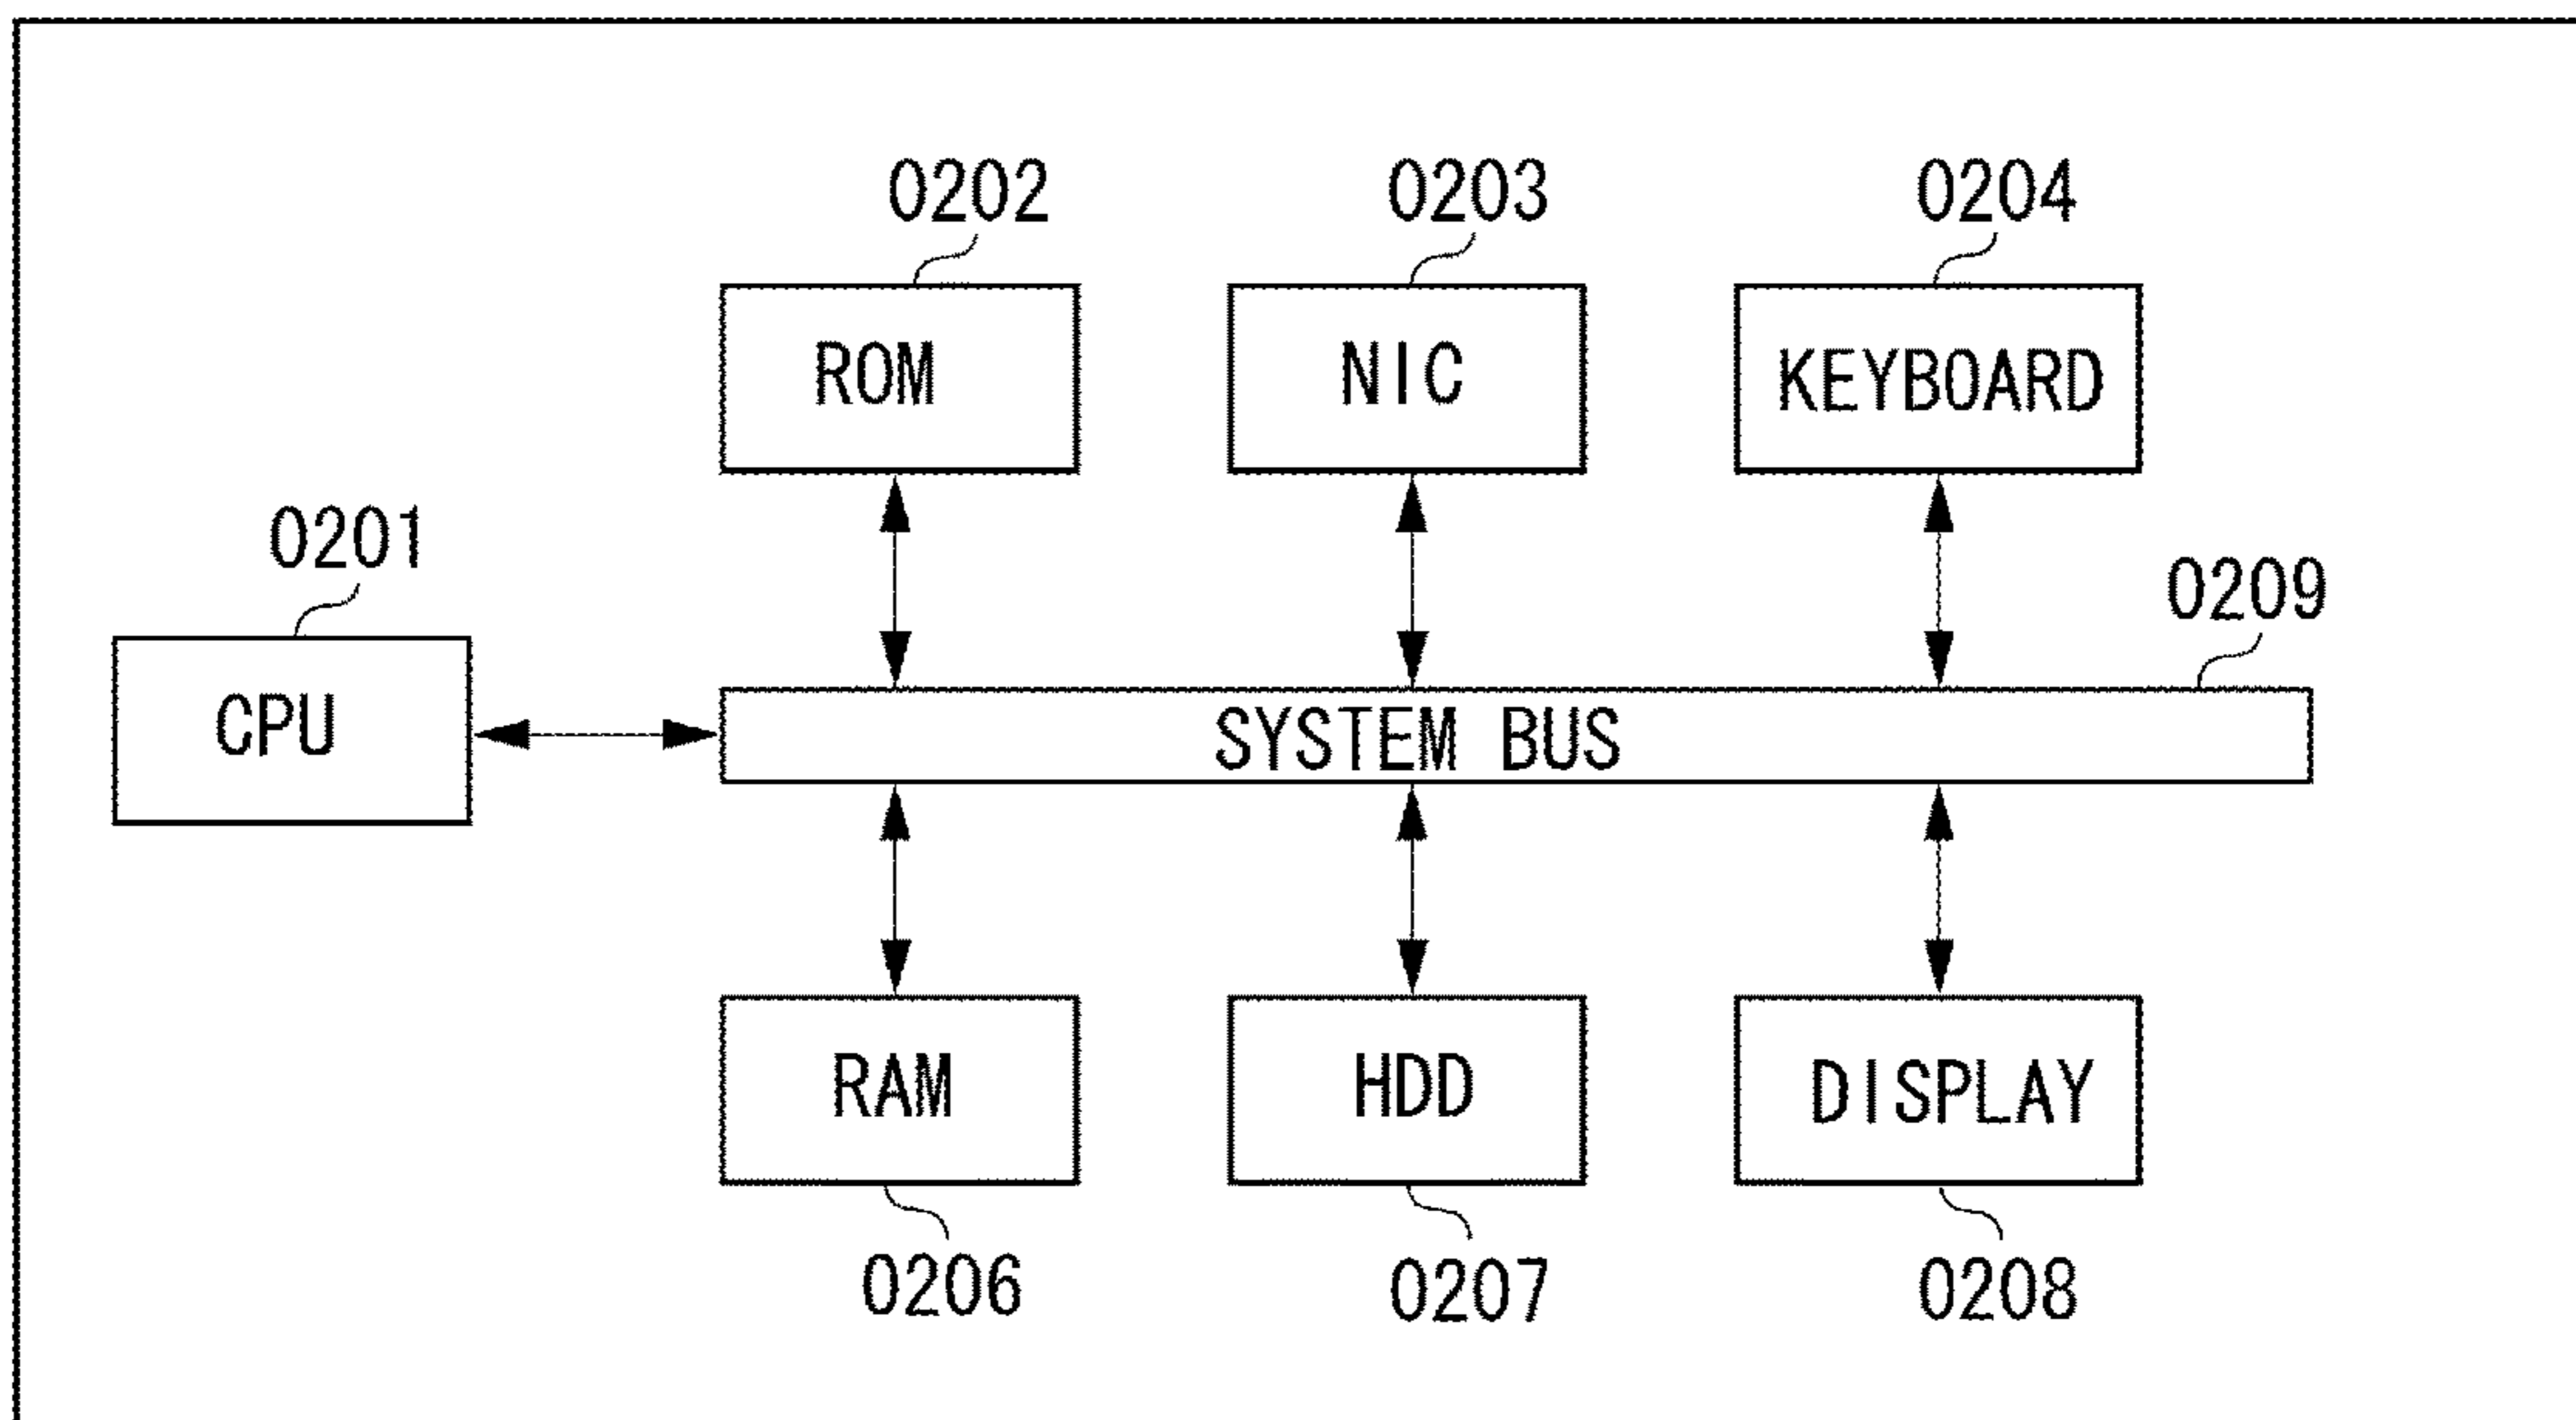 0202 0203 0204
ROM NIC KEYBOARD
0201
0209
CPU
SYSTEM BUS
RAM HDD DISPLAY
0206 0207 0208